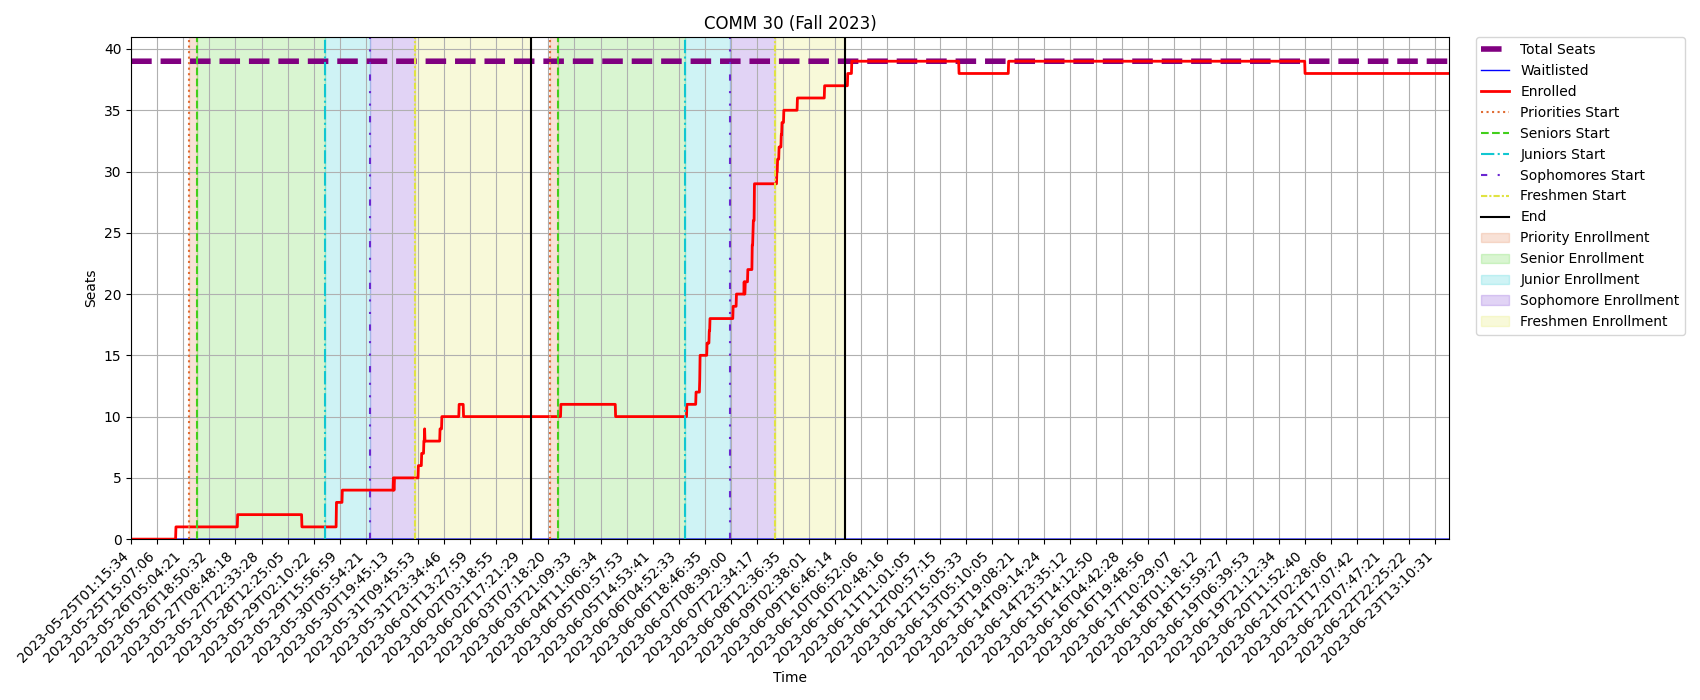 COMM 30 (Fall 2023)
Seats
40
35
30
25
20
15
10
5
0
2023-05-25T01:15:34
2023-05-25T15:07:06
2023-05-26T05:04:21
2023-05-26T18:50:32
2023-05-27T08:48:18
2023-05-27T22:33:28
2023-05-28T12:25:05
2023-05-29T02:10:22
2023-05-29T15:56:59
2023-05-30T05:54:21
2023-05-30T19:45:13
2023-05-31T09:45:53
2023-05-31T23:34:46
2023-06-01T13:27:59
2023-06-02T03:18:55
2023-06-02T17:21:29
2023-06-03T07:18:20
2023-06-03T21:09:33
2023-06-04T11:06:34
2023-06-05T00:57:53
2023-06-05T14:53:41
2023-06-06T04:52:33
2023-06-06T18:46:35
2023-06-07T08:39:00
2023-06-07T22:34:17
2023-06-08T12:36:35
2023-06-09T02:38:01
2023-06-09T16:46:14
2023-06-10T06:52:06
2023-06-10T20:48:16
2023-06-11T11:01:05
2023-06-12T00:57:15
2023-06-12T15:05:33
2023-06-13T05:10:05
2023-06-13T19:08:21
2023-06-14T09:14:24
2023-06-14T23:35:12
2023-06-15T14:12:50
2023-06-16T04:42:28
2023-06-16T19:48:56
2023-06-17T10:29:07
2023-06-18T01:18:12
2023-06-18T15:59:27
2023-06-19T06:39:53
2023-06-19T21:12:34
2023-06-20T11:52:40
2023-06-21T02:28:06
2023-06-21T17:07:42
2023-06-22T07:47:21
2023-06-22T22:25:22
2023-06-23T13:10:31
Time
Total Seats
Waitlisted
Enrolled
Priorities Start
Seniors Start
Juniors Start
Sophomores Start
Freshmen Start
End
Priority Enrollment
Senior Enrollment
Junior Enrollment
Sophomore Enrollment
Freshmen Enrollment